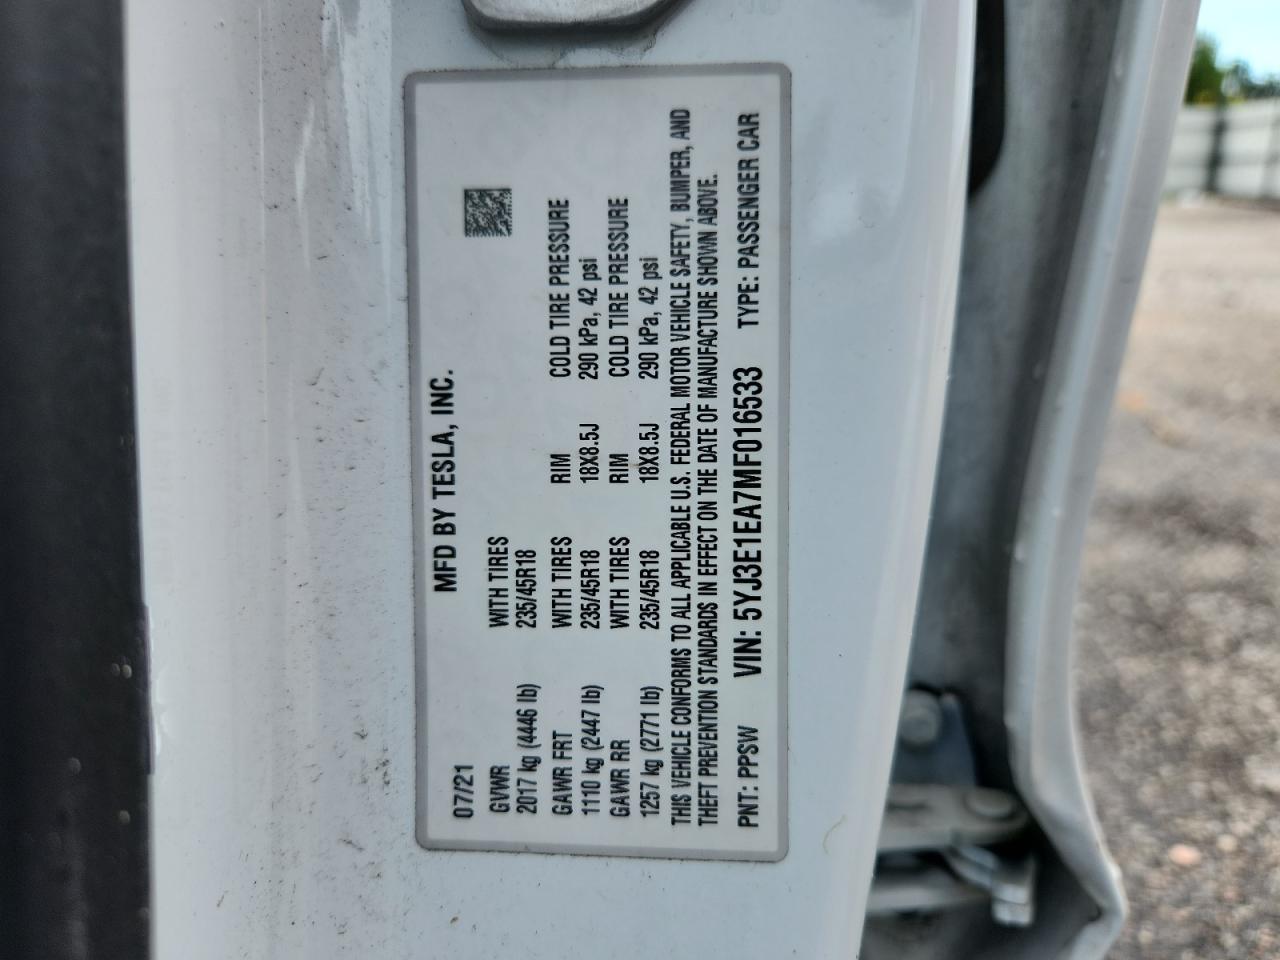 MFD BY TESLA, INC.
07/21
GVWR WITH TIRES
2017 kg (4446 lb) 235/45R18
GAWR FRT WITH TIRES RIM COLD TIRE PRESSURE
1110 kg (2447 lb) 235/45R18 18X8.5J 290 kPa, 42 psi
GAWR RR WITH TIRES RIM COLD TIRE PRESSURE
1257 kg (2771 lb) 235/45R18 18X8.5J 290 kPa, 42 psi
THIS VEHICLE CONFORMS TO ALL APPLICABLE U.S. FEDERAL MOTOR VEHICLE SAFETY, BUMPER, AND
THEFT PREVENTION STANDARDS IN EFFECT ON THE DATE OF MANUFACTURE SHOWN ABOVE.
PNT: PPSW VIN: 5YJ3E1EA7MF016533 TYPE: PASSENGER CAR